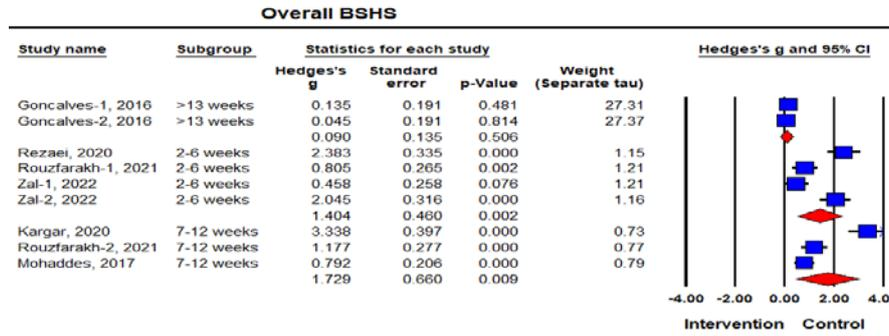 Overall BSHS
Study name Subgroup Statistics for each study Hedges's g and 95% CI
Hedges's g Standard error p-Value Weight (Separate tau)
Goncalves-1, 2016 >13 weeks 0.135 0.191 0.481 27.31
Goncalves-2, 2016 >13 weeks 0.045 0.191 0.814 27.37
0.090 0.135 0.506
Rezaei, 2020 2-6 weeks 2.383 0.335 0.000 1.15
Rouzfarakh-1, 2021 2-6 weeks 0.805 0.265 0.002 1.21
Zal-1, 2022 2-6 weeks 0.458 0.258 0.076 1.21
Zal-2, 2022 2-6 weeks 2.045 0.316 0.000 1.16
1.404 0.460 0.002
Kargar, 2020 7-12 weeks 3.338 0.397 0.000 0.73
Rouzfarakh-2, 2021 7-12 weeks 1.177 0.277 0.000 0.77
Mohaddes, 2017 7-12 weeks 0.792 0.206 0.000 0.79
1.729 0.660 0.009
-4.00 -2.00 0.00 2.00 4.0
Intervention Control